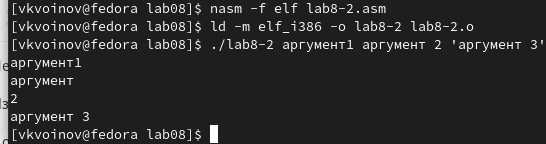 [vkvoinov@fedora lab08]$ nasm -f elf lab8-2.asm
[vkvoinov@fedora lab08]$ ld -m elf_i386 -o lab8-2 lab8-2.o
[vkvoinov@fedora lab08]$ ./lab8-2 аргумент1 аргумент 2 'аргумент 3'
аргумент1
аргумент
2
аргумент 3
[vkvoinov@fedora lab08]$